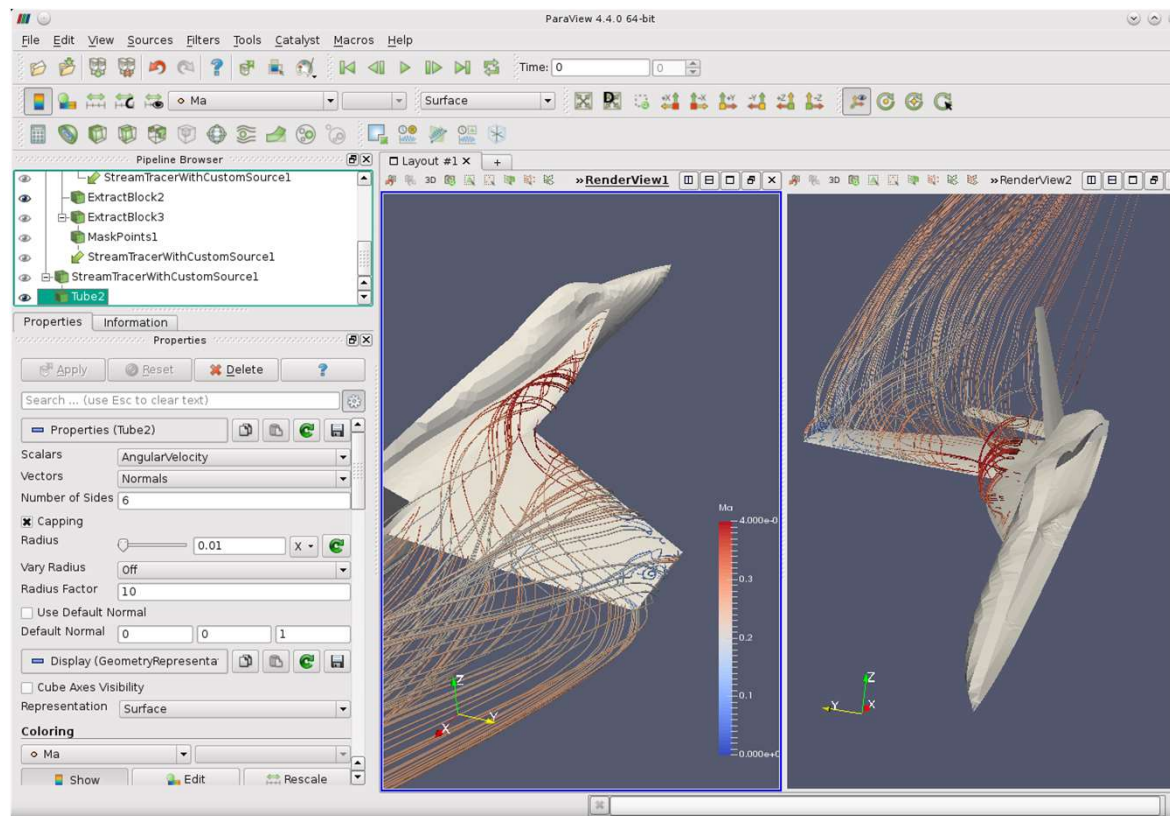 ParaView 4.4.0 64-bit
File Edit View Sources Filters Tools Catalyst Macros Help
Time: 0 0
Ma Surface
Pipeline Browser
StreamTracerWithCustomSource1
ExtractBlock2
ExtractBlock3
MaskPoints1
StreamTracerWithCustomSource1
StreamTracerWithCustomSource1
Tube2
Properties Information
Properties
Apply Reset Delete ?
Search ... (use Esc to clear text)
Properties (Tube2)
Scalars AngularVelocity
Vectors Normals
Number of Sides 6
Capping
Radius 0.01 X
Vary Radius Off
Radius Factor 10
Use Default Normal
Default Normal 0 0 1
Display (GeometryRepresenta
Cube Axes Visibility
Representation Surface
Coloring
Ma
Show Edit Rescale
Layout #1 X +
3D »RenderView1
Ma
4.000e-0
0.3
0.2
0.1
0.000e+0
Z
Y
X
3D »RenderView2
Z
Y X